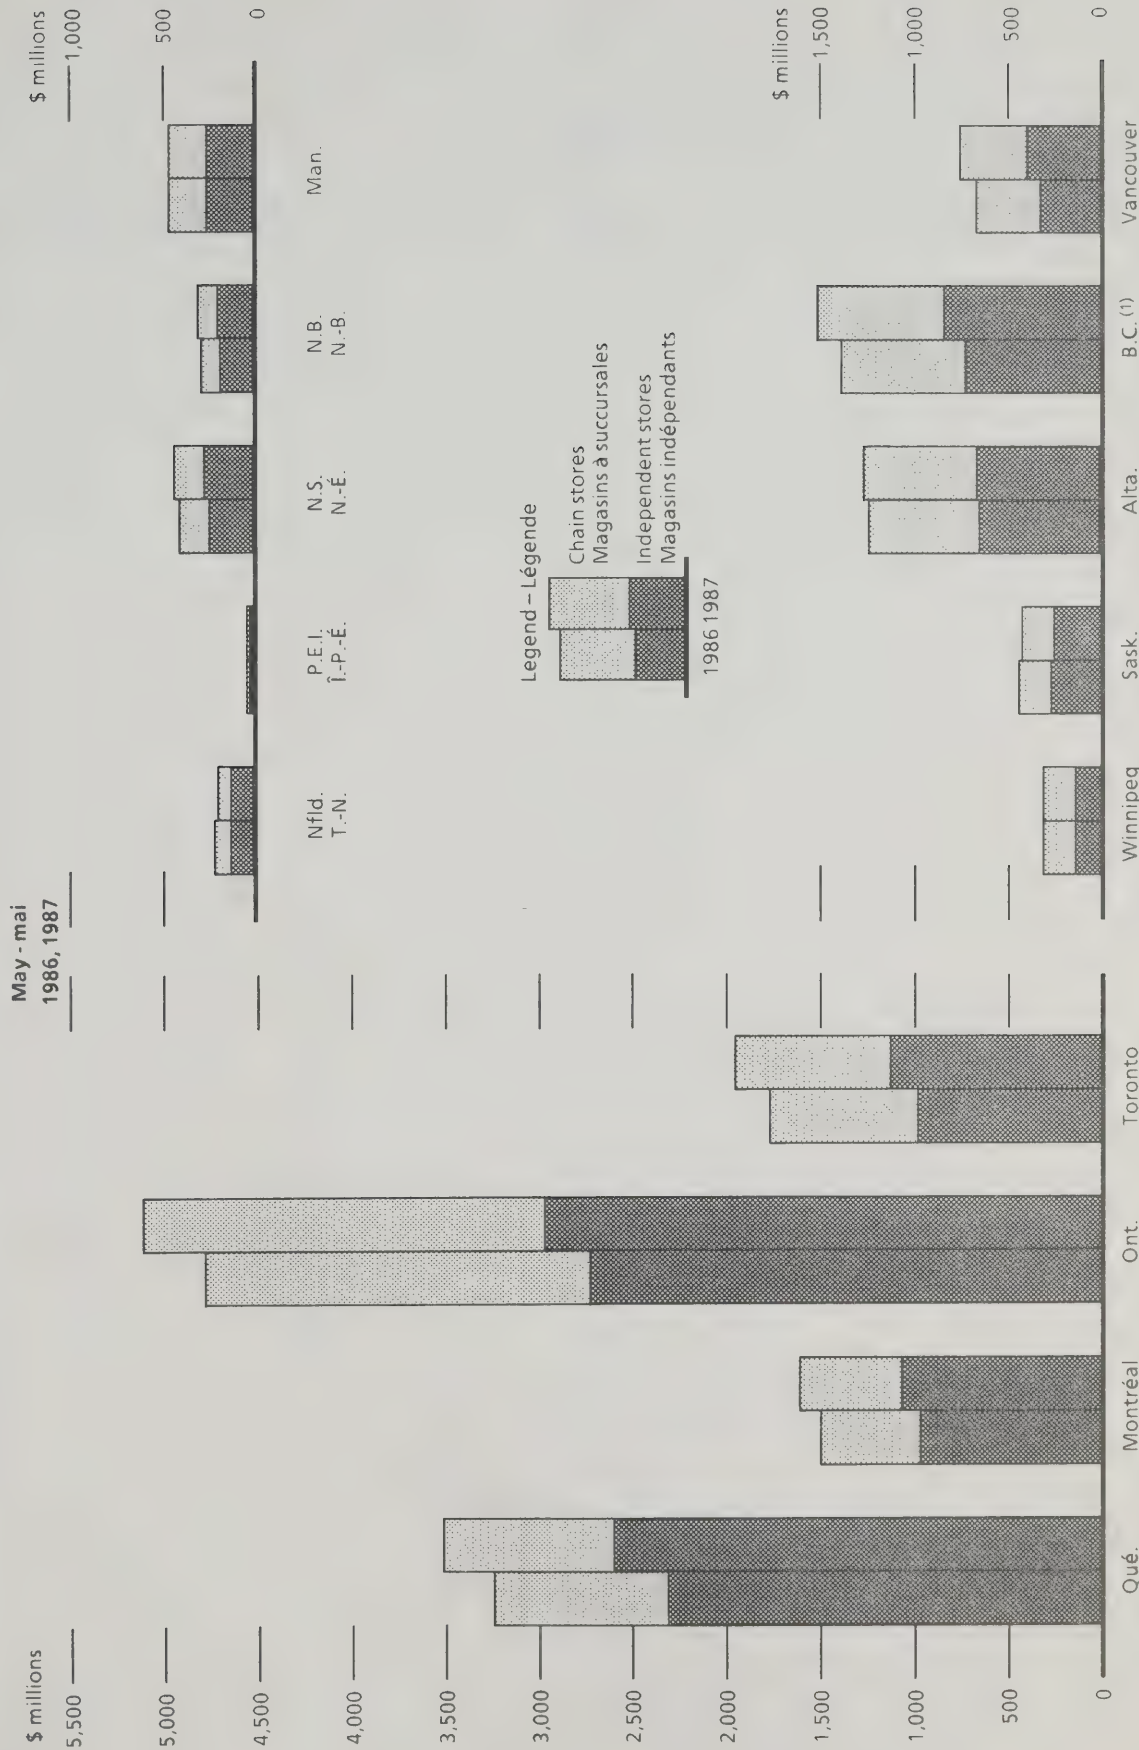 May - mai
1986, 1987
$ millions
5,500
5,000
4,500
4,000
3,500
3,000
2,500
2,000
1,500
1,000
500
0
Qué.
Montréal
Ont.
Toronto
$ millions
1,000
500
0
Nfld.
T.-N.
P.E.I.
Î.-P.-É.
N.S.
N.-É.
N.B.
N.-B.
Man.
Legend – Légende
Chain stores
Magasins à succursales
Independent stores
Magasins indépendants
1986 1987
$ millions
1,500
1,000
500
0
Winnipeg
Sask.
Alta.
B.C. (1)
Vancouver